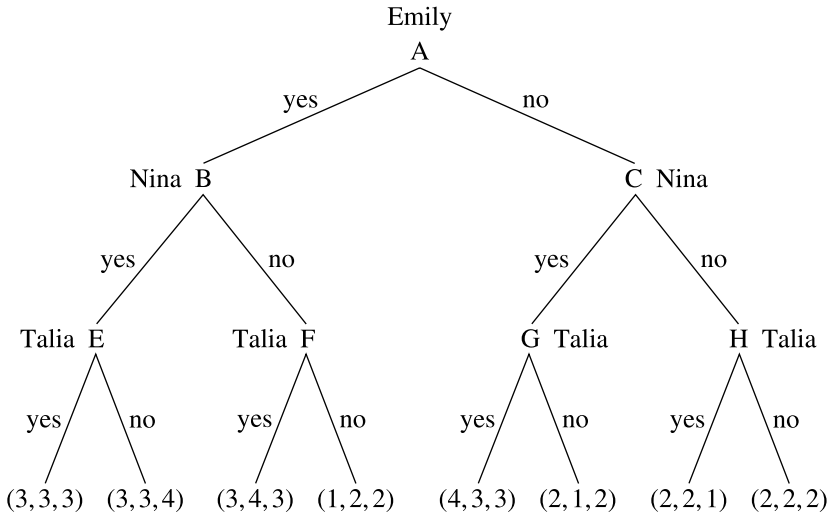 Emily
A
yes no
Nina B C Nina
yes no yes no
Talia E Talia F G Talia H Talia
yes no yes no yes no yes no
(3, 3, 3) (3, 3, 4) (3, 4, 3) (1, 2, 2) (4, 3, 3) (2, 1, 2) (2, 2, 1) (2, 2, 2)